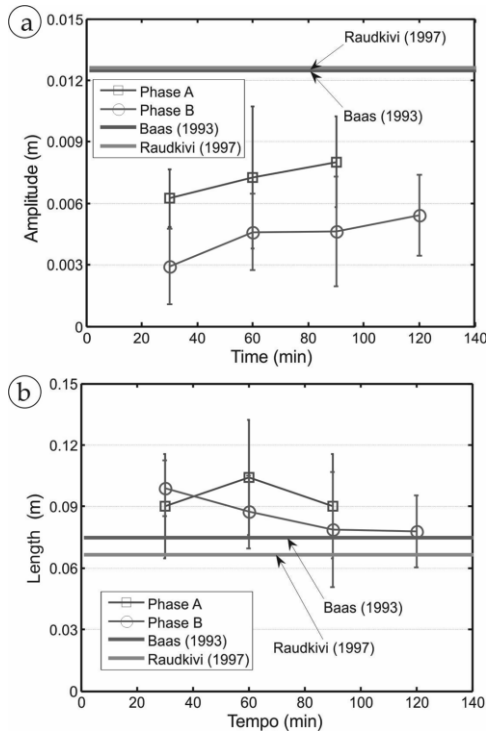 a
0.015
0.012
0.009
0.006
0.003
0
Amplitude (m)
Raudkivi (1997)
Baas (1993)
Phase A
Phase B
Baas (1993)
Raudkivi (1997)
0 20 40 60 80 100 120 140
Time (min)
b
0.15
0.12
0.09
0.06
0.03
0
Length (m)
Baas (1993)
Raudkivi (1997)
Phase A
Phase B
Baas (1993)
Raudkivi (1997)
0 20 40 60 80 100 120 140
Tempo (min)